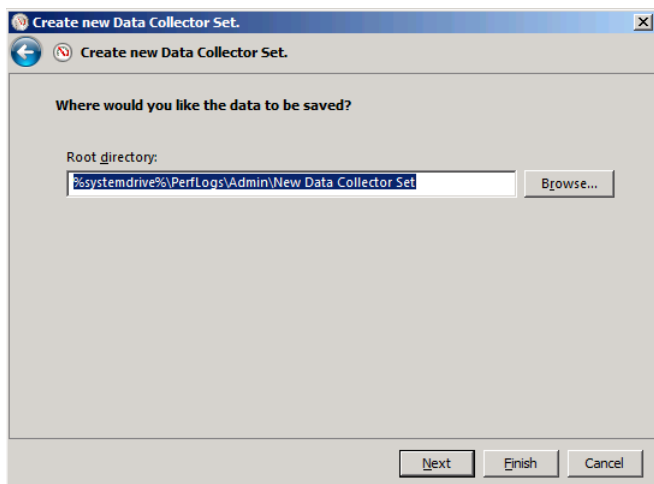 Create new Data Collector Set.
Create new Data Collector Set.
Where would you like the data to be saved?
Root directory:
%systemdrive%\PerfLogs\Admin\New Data Collector Set
Browse...
Next
Finish
Cancel